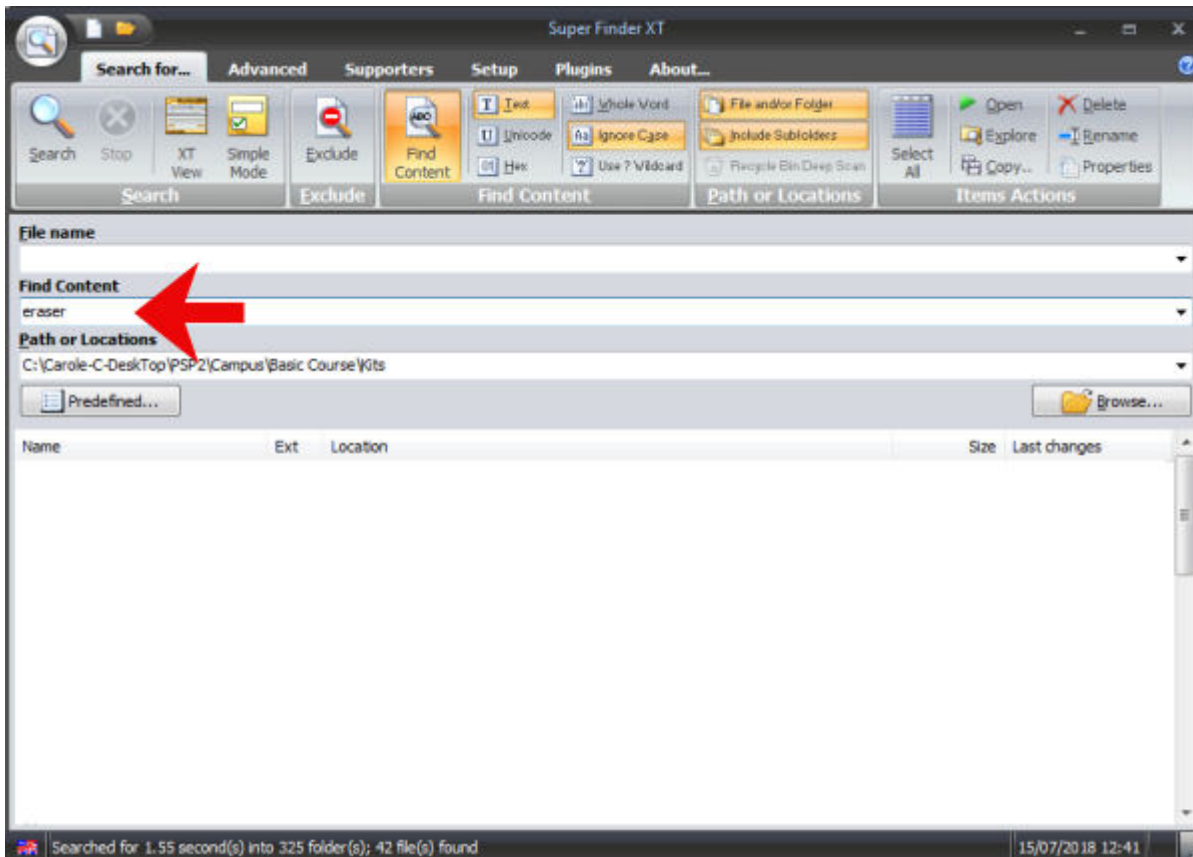 Super Finder XT
Search for... Advanced Supporters Setup Plugins About...
Search Stop XT View Simple Mode Exclude Find Content Text Unicode Hex Whole Word Ignore Case Use ? Wildcard File and/or Folder Include Subfolders Recycle Bin Deep Scan Select All Open Explore Copy... Delete Rename Properties
Search Exclude Find Content Path or Locations Items Actions
File name
Find Content
eraser
Path or Locations
C:\Carole-C-DeskTop\PSP2\Campus\Basic Course\Kits
Predefined... Browse...
Name Ext Location Size Last changes
Searched for 1.55 second(s) into 325 folder(s); 42 file(s) found 15/07/2018 12:41